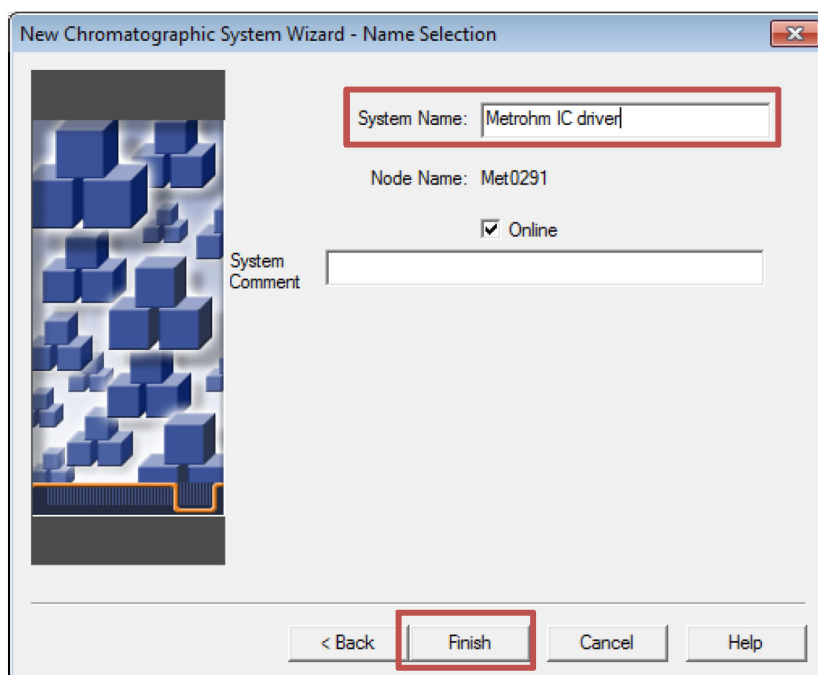 New Chromatographic System Wizard - Name Selection
System Name: Metrohm IC driver
Node Name: Met0291
Online
System
Comment
< Back Finish Cancel Help